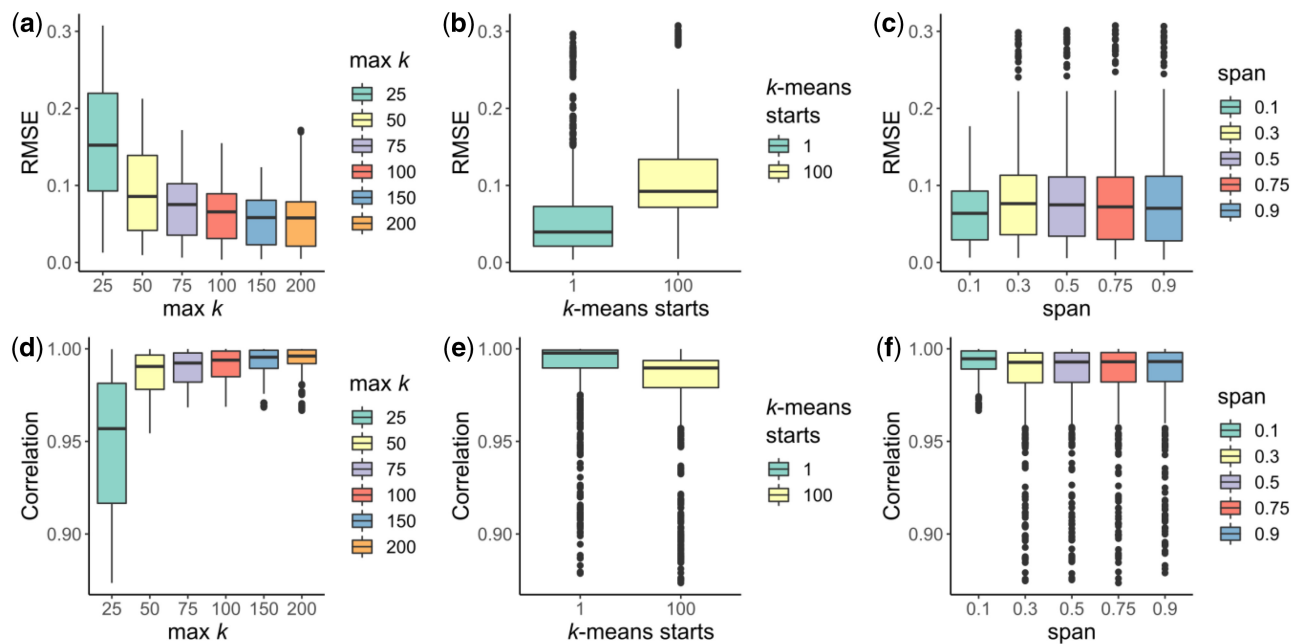 (a)
RMSE
0.3
0.2
0.1
0.0
25 50 75 100 150 200
max k
max k
25
50
75
100
150
200
(b)
RMSE
0.3
0.2
0.1
0.0
1 100
k-means starts
k-means
starts
1
100
(c)
RMSE
0.3
0.2
0.1
0.0
0.1 0.3 0.5 0.75 0.9
span
span
0.1
0.3
0.5
0.75
0.9
(d)
Correlation
1.00
0.95
0.90
25 50 75 100 150 200
max k
max k
25
50
75
100
150
200
(e)
Correlation
1.00
0.95
0.90
1 100
k-means starts
k-means
starts
1
100
(f)
Correlation
1.00
0.95
0.90
0.1 0.3 0.5 0.75 0.9
span
span
0.1
0.3
0.5
0.75
0.9